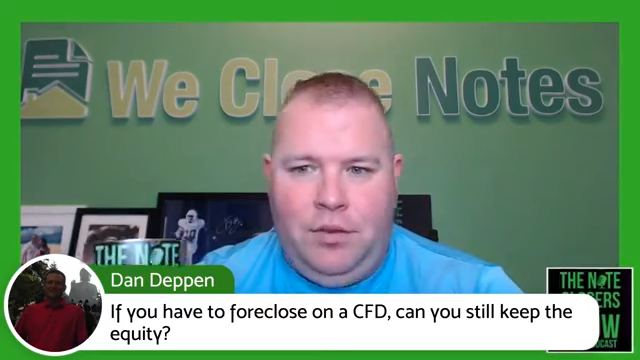 We Close Notes
THE NOTE
Dan Deppen
If you have to foreclose on a CFD, can you still keep the
equity?
THE NOTE
CLOSERS
SHOW
PODCAST